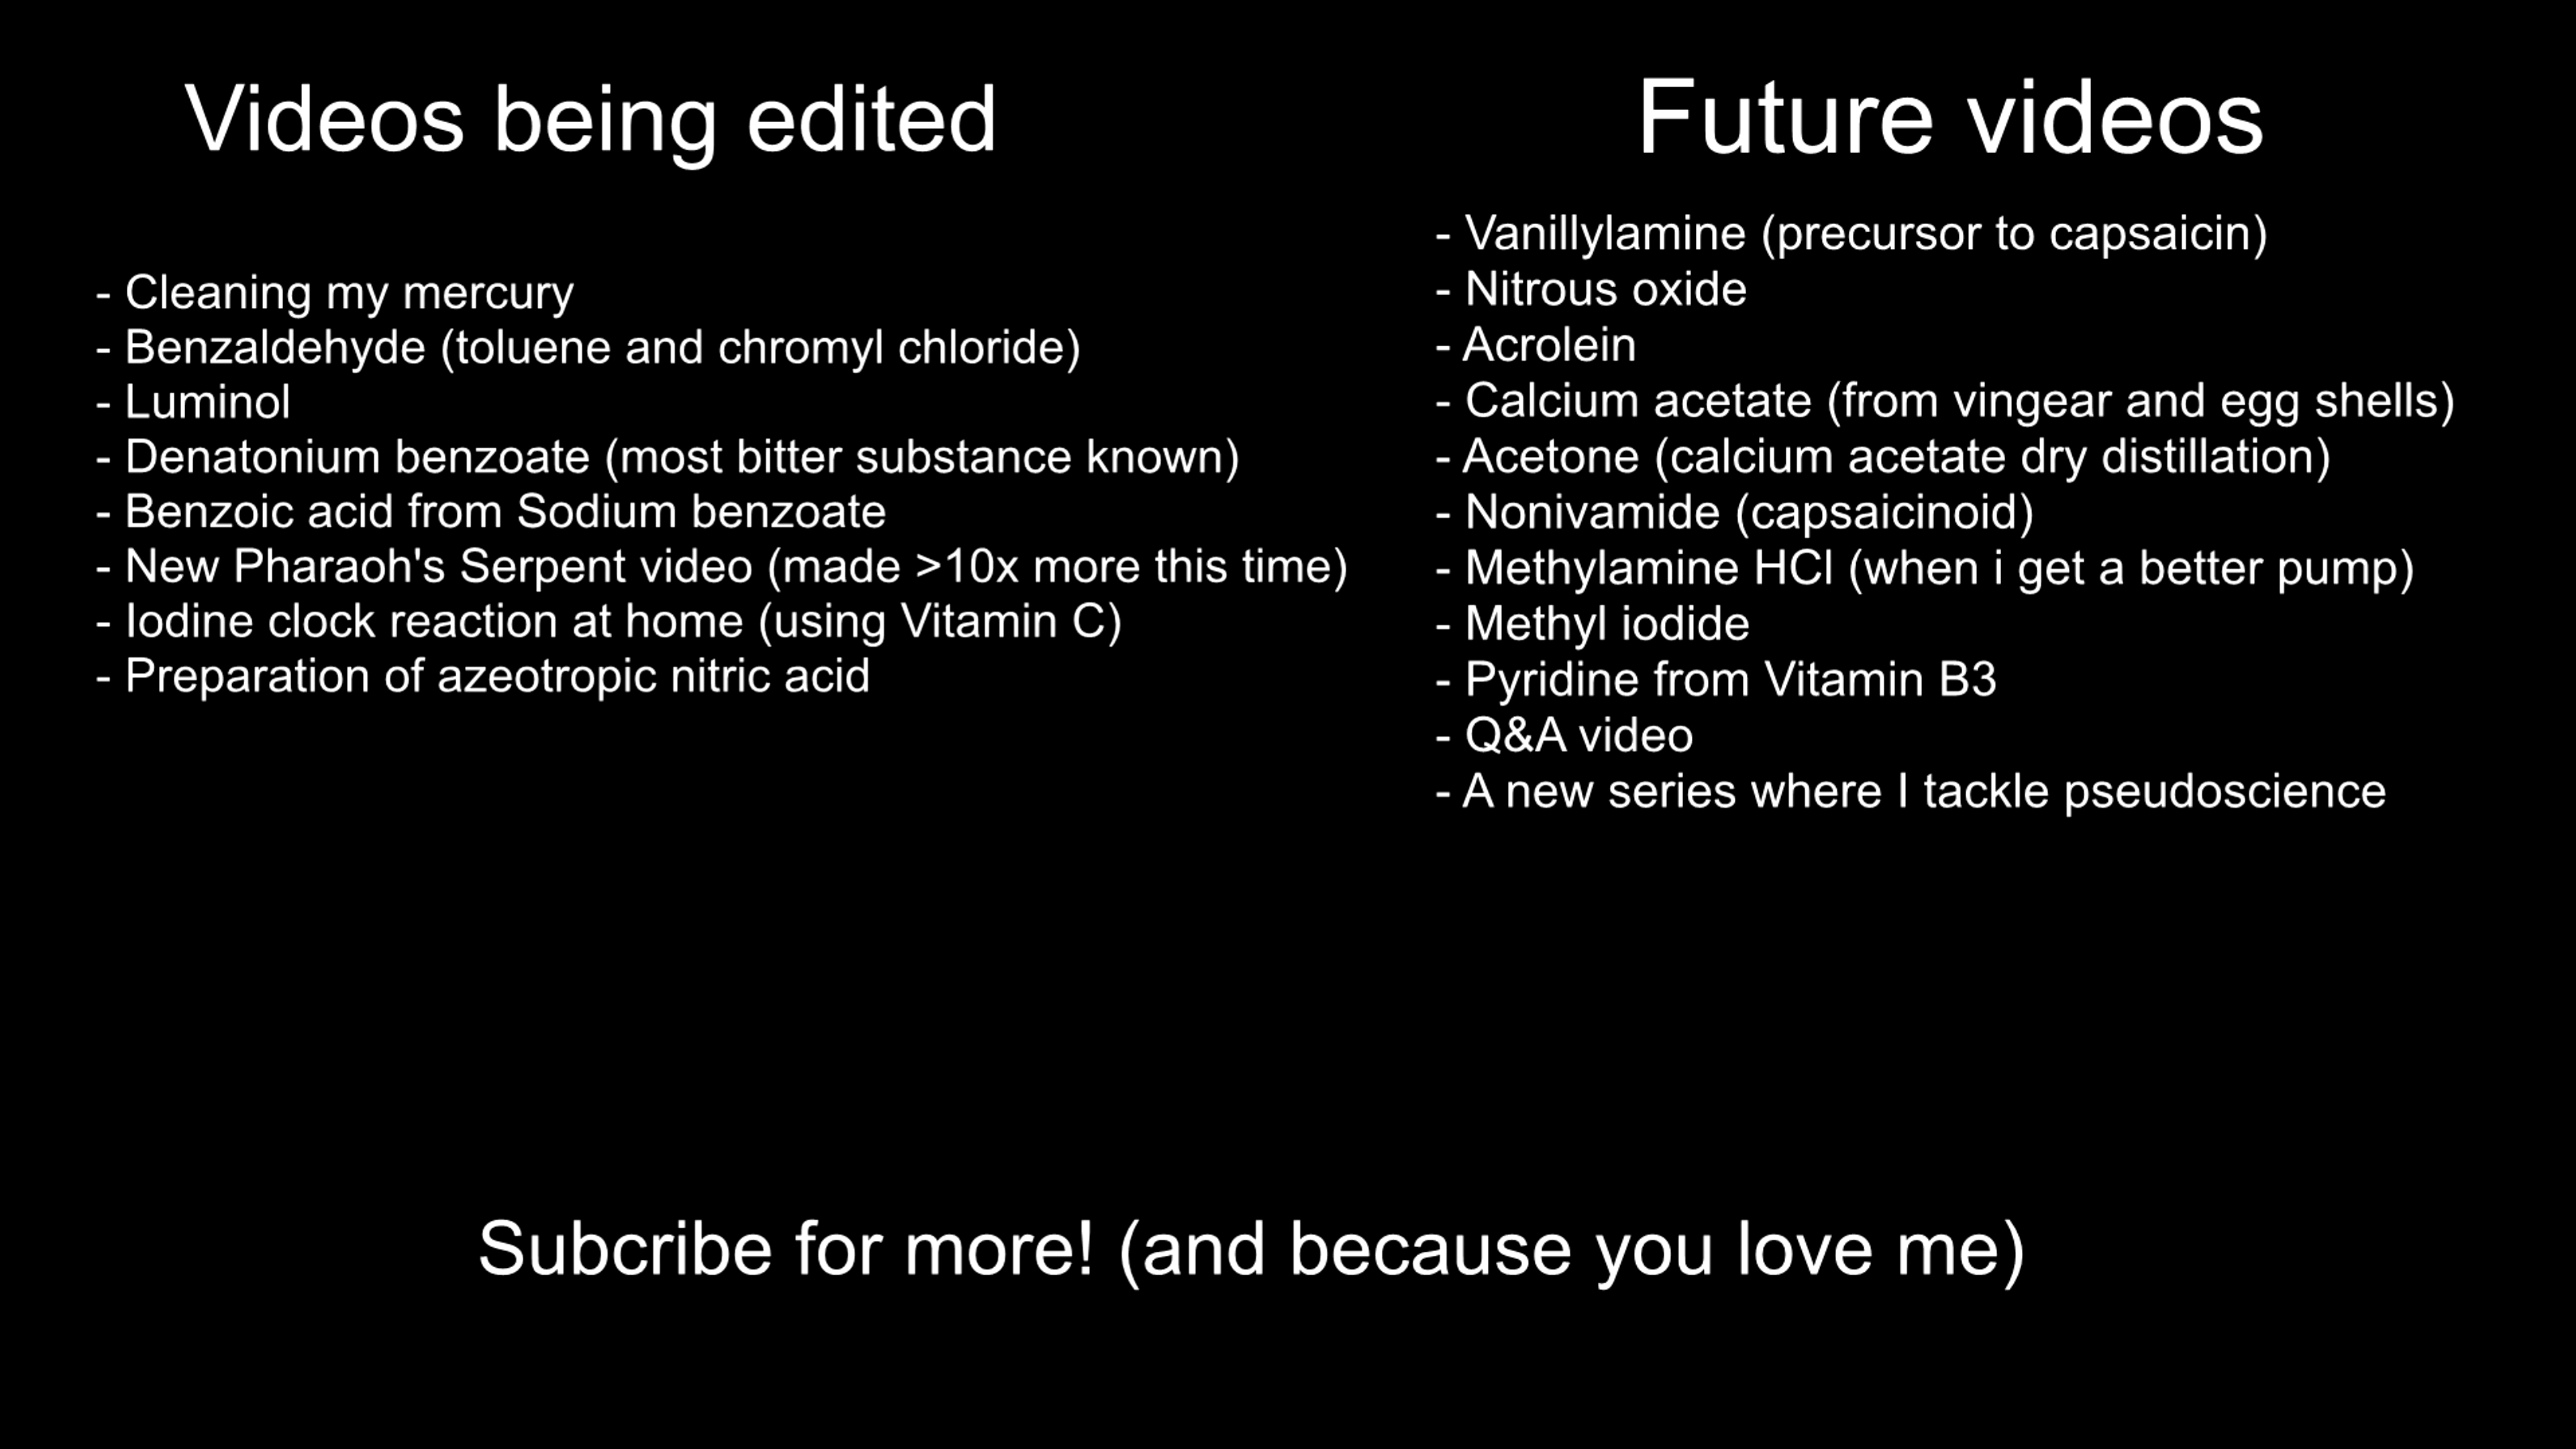 Videos being edited
- Cleaning my mercury
- Benzaldehyde (toluene and chromyl chloride)
- Luminol
- Denatonium benzoate (most bitter substance known)
- Benzoic acid from Sodium benzoate
- New Pharaoh's Serpent video (made >10x more this time)
- Iodine clock reaction at home (using Vitamin C)
- Preparation of azeotropic nitric acid
Future videos
- Vanillylamine (precursor to capsaicin)
- Nitrous oxide
- Acrolein
- Calcium acetate (from vingear and egg shells)
- Acetone (calcium acetate dry distillation)
- Nonivamide (capsaicinoid)
- Methylamine HCl (when i get a better pump)
- Methyl iodide
- Pyridine from Vitamin B3
- Q&A video
- A new series where I tackle pseudoscience
Subcribe for more! (and because you love me)